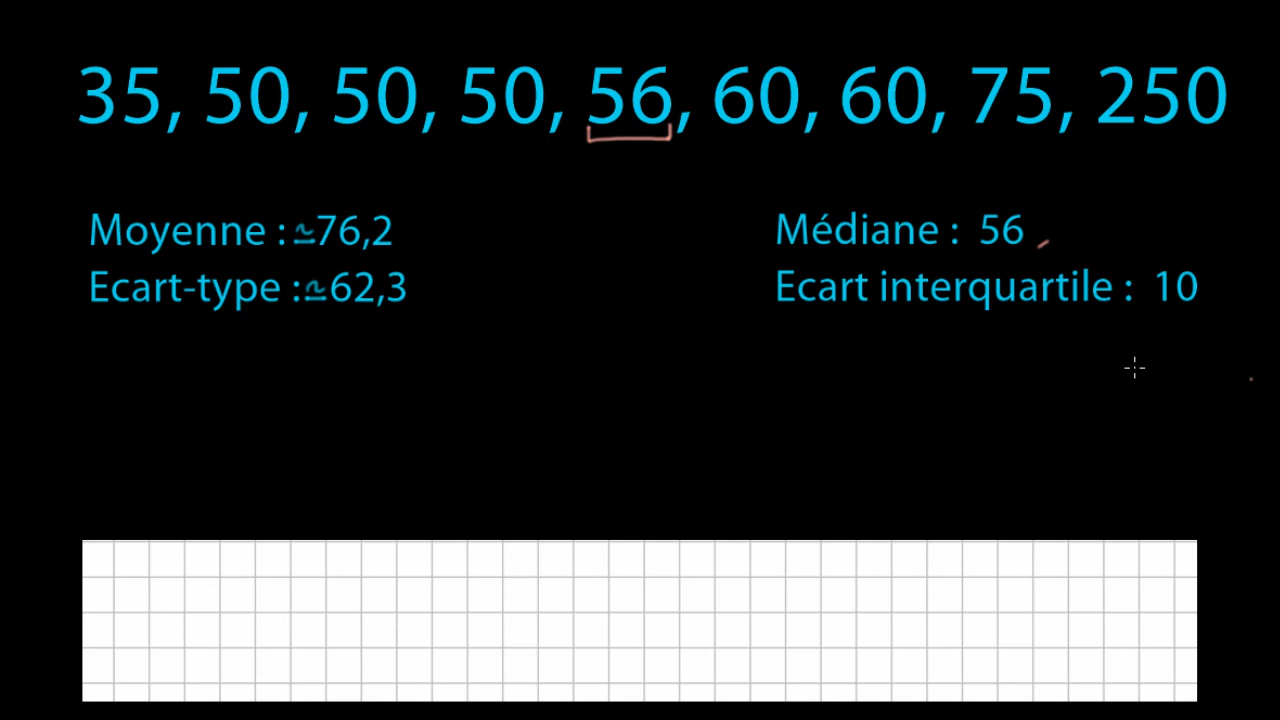 35, 50, 50, 50, 56, 60, 60, 75, 250
Moyenne : ≃76,2
Médiane : 56
Ecart-type : ≃62,3
Ecart interquartile : 10